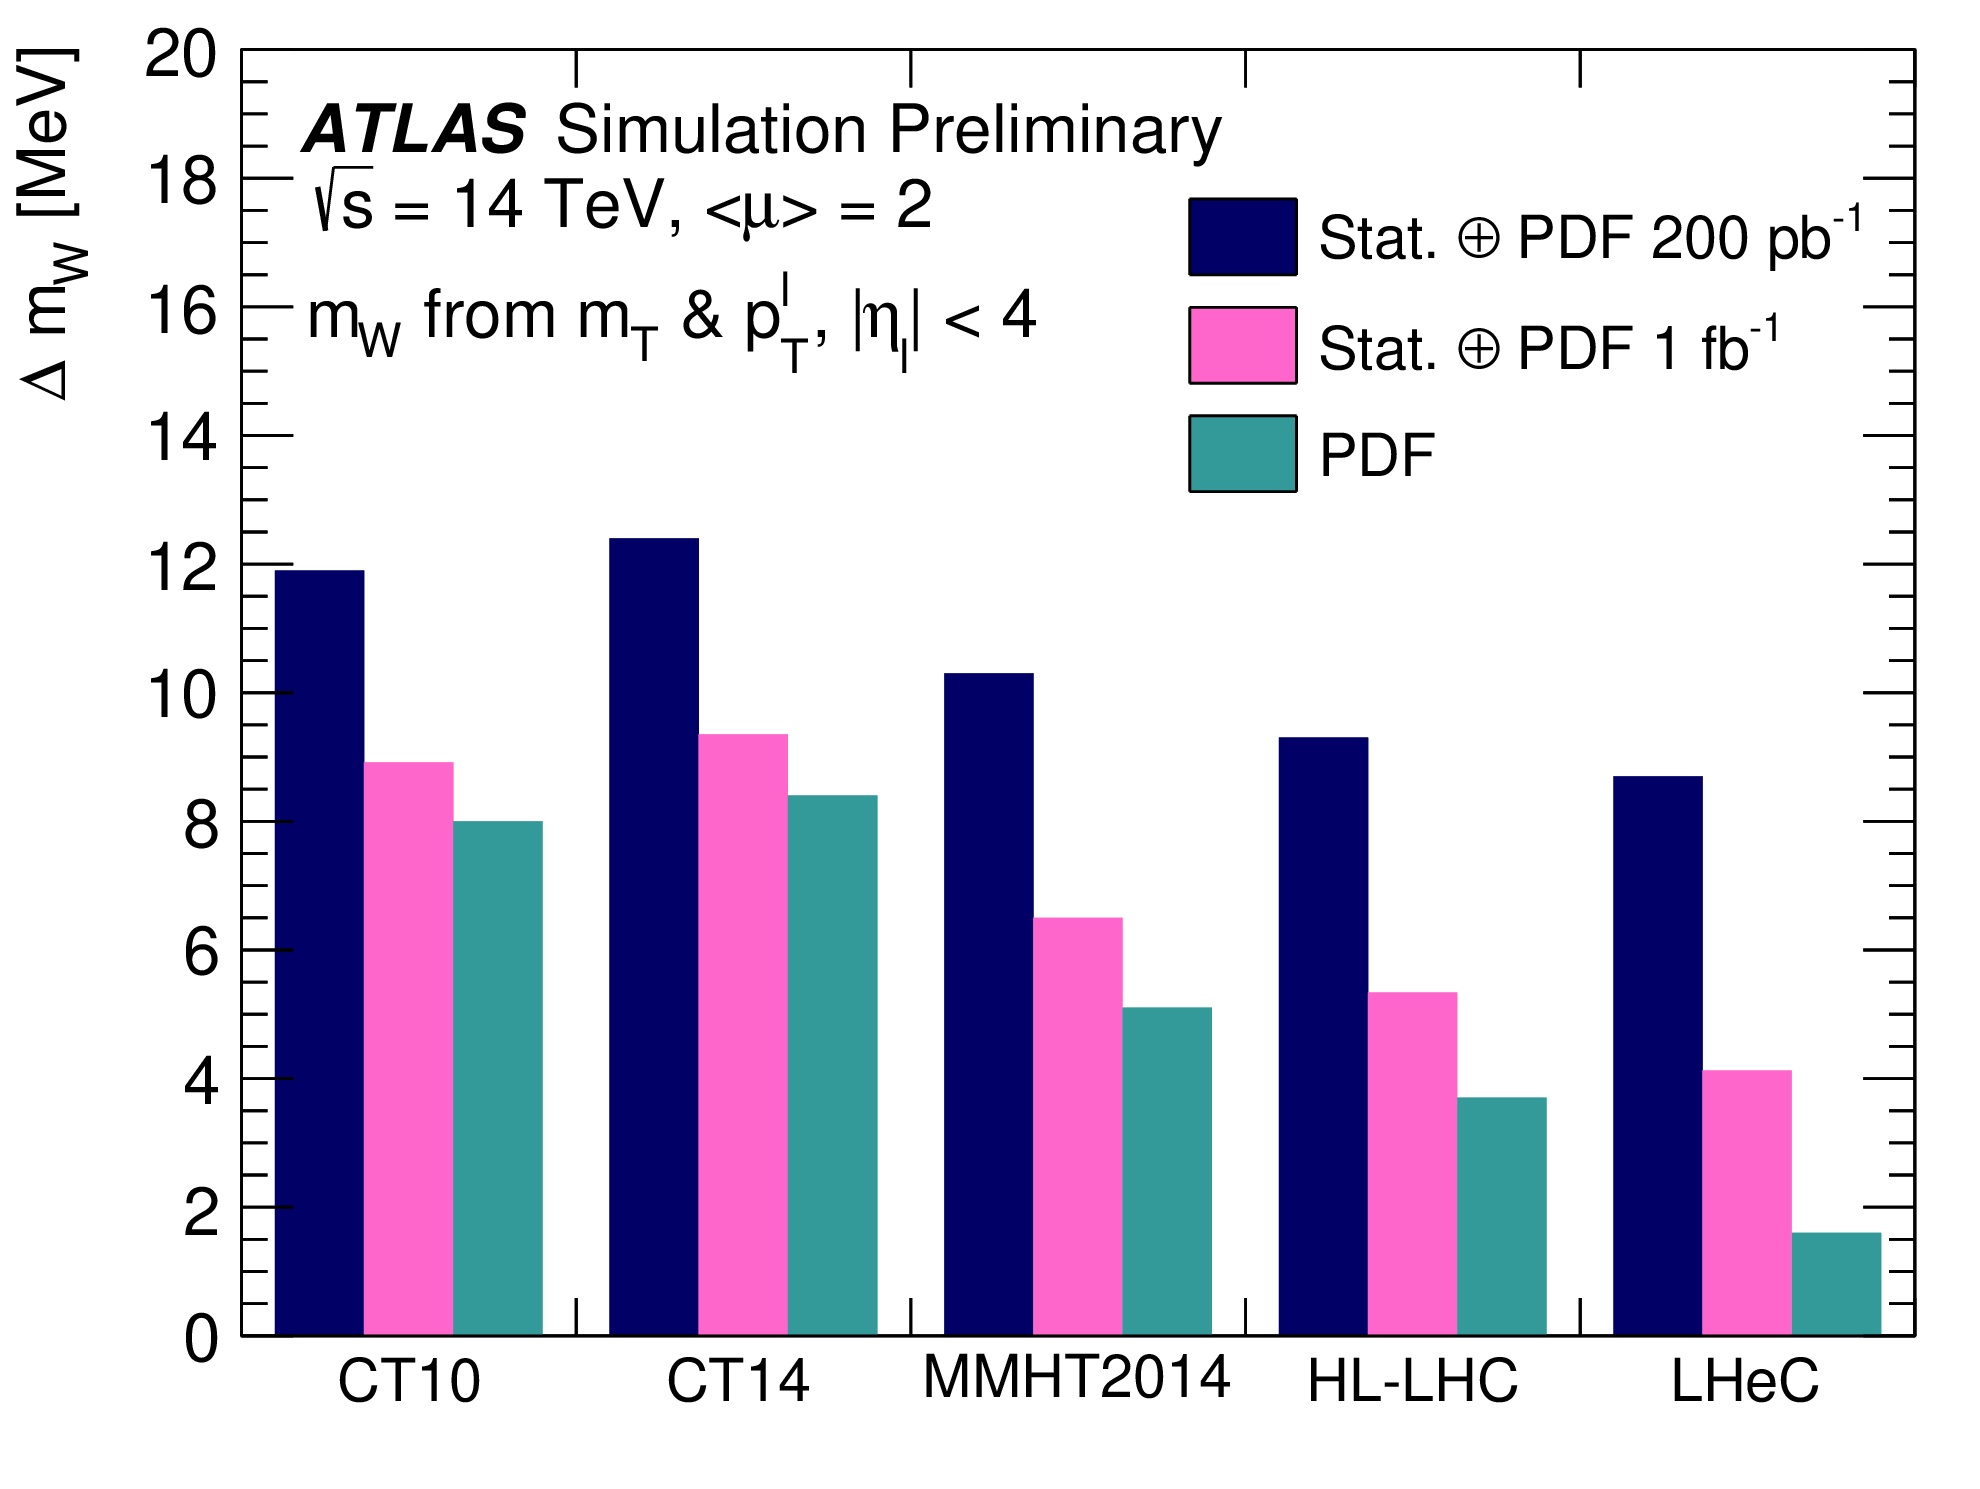 Δ m_W [MeV]
20
18
16
14
12
10
8
6
4
2
0
ATLAS Simulation Preliminary
√s = 14 TeV, <μ> = 2
m_W from m_T & p_T^l, |η_l| < 4
Stat. ⊕ PDF 200 pb⁻¹
Stat. ⊕ PDF 1 fb⁻¹
PDF
CT10
CT14
MMHT2014
HL-LHC
LHeC